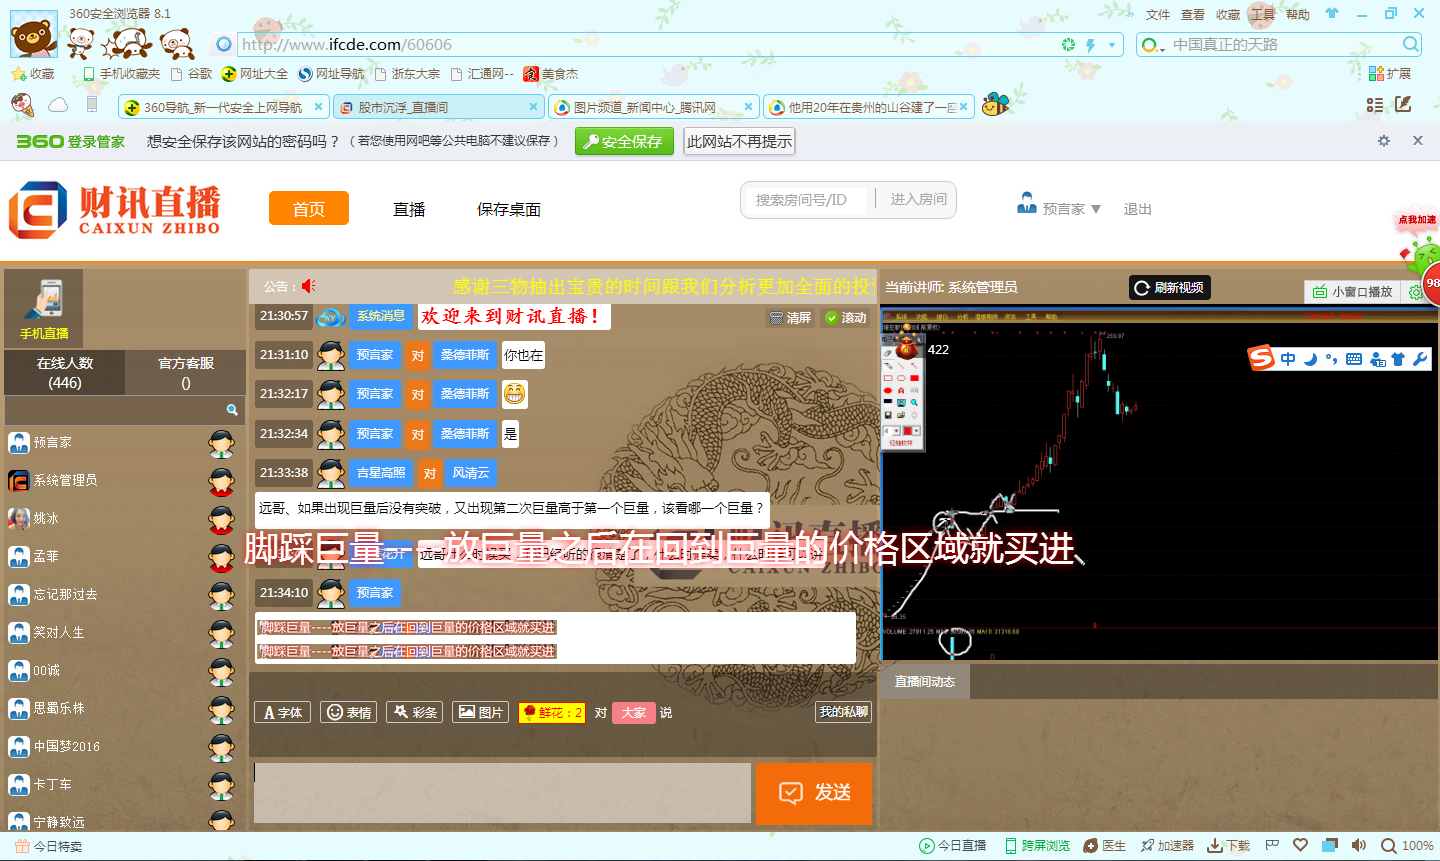 360安全浏览器 8.1
文件 查看 收藏 工具 帮助
http://www.ifcde.com/60606
中国真正的天路
收藏 手机收藏夹 谷歌 网址大全 网址导航 浙东大宗 汇通网-- 美食杰 扩展
360导航_新一代安全上网导航
股市沉浮_直播间
图片频道_新闻中心_腾讯网
他用20年在贵州的山谷建了一座
360登录管家 想安全保存该网站的密码吗？ （若您使用网吧等公共电脑不建议保存） 安全保存 此网站不再提示
财讯直播
CAIXUN ZHIBO
首页 直播 保存桌面
搜索房间号/ID 进入房间
预言家 ▼ 退出
点我加速
98
手机直播
在线人数
(446)
官方客服
()
预言家
系统管理员
姚冰
孟菲
忘记那过去
笑对人生
00诚
思蜀乐株
中国梦2016
卡丁车
宁静致远
公告：
感谢三物抽出宝贵的时间跟我们分析更加全面的投
21:30:57 系统消息 欢迎来到财讯直播！
清屏 滚动
21:31:10 预言家 对 桑德菲斯 你也在
21:32:17 预言家 对 桑德菲斯
21:32:34 预言家 对 桑德菲斯 是
21:33:38 吉星高照 对 风清云
远哥、如果出现巨量后没有突破，又出现第二次巨量高于第一个巨量，该看哪一个巨量？
脚踩巨量----放巨量之后在回到巨量的价格区域就买进、
21:34:10 预言家
脚踩巨量----放巨量之后在回到巨量的价格区域就买进
脚踩巨量----放巨量之后在回到巨量的价格区域就买进
A 字体 表情 彩条 图片 鲜花：2 对 大家 说 我的私聊
发送
当前讲师: 系统管理员 刷新视频
小窗口播放
422
中
259.97
红烛软件
直播间动态
今日特卖
今日直播 跨屏浏览 医生 加速器 下载 100%